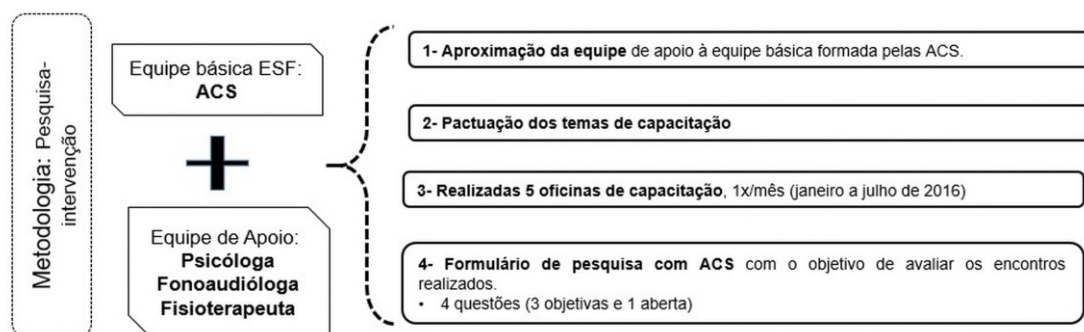 Metodologia: Pesquisa-
intervenção
Equipe básica ESF:
ACS
Equipe de Apoio:
Psicóloga
Fonoaudióloga
Fisioterapeuta
1- Aproximação da equipe de apoio à equipe básica formada pelas ACS.
2- Pactuação dos temas de capacitação
3- Realizadas 5 oficinas de capacitação, 1x/mês (janeiro a julho de 2016)
4- Formulário de pesquisa com ACS com o objetivo de avaliar os encontros
realizados.
• 4 questões (3 objetivas e 1 aberta)